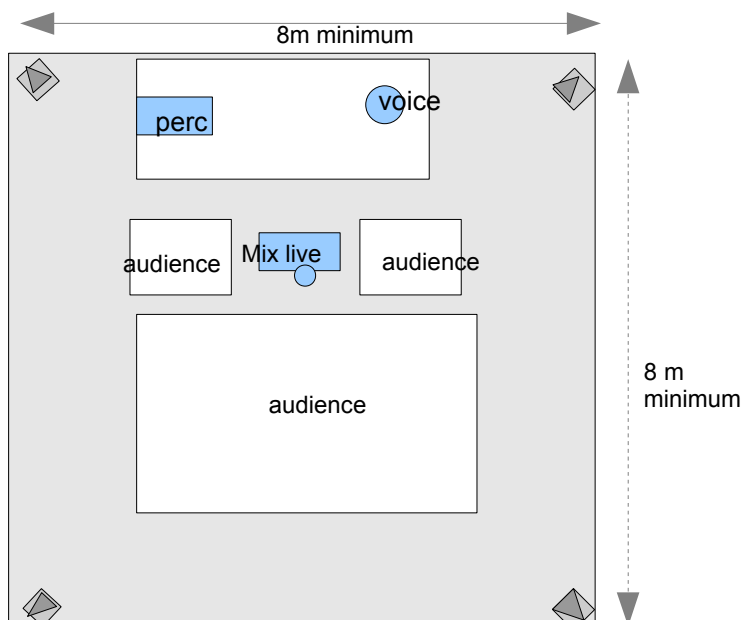 8m minimum
voice
perc
Mix live
audience
audience
audience
8 m
minimum